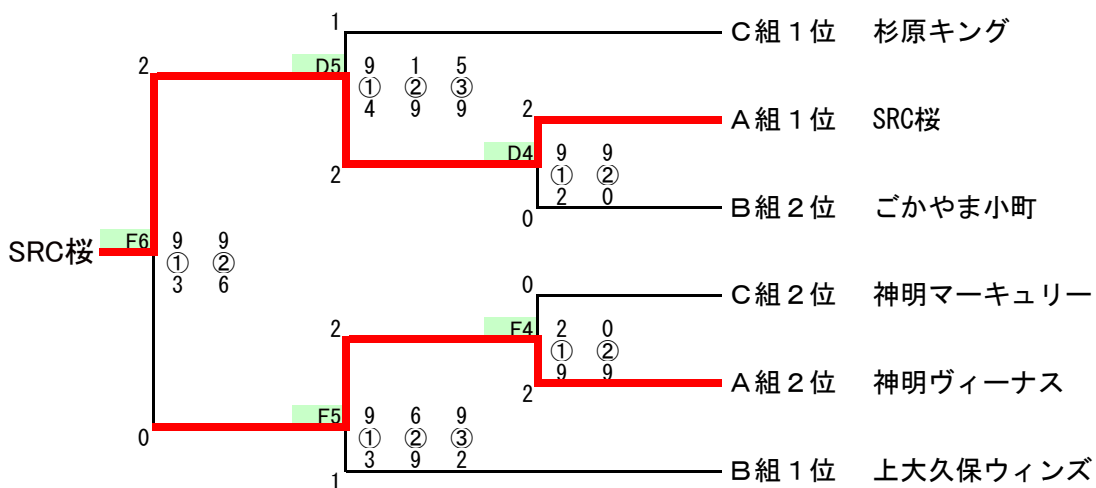 1
C組１位　杉原キング
2
D5 9 1 5
① ② ③
4 9 9
2
A組１位　SRC桜
D4 9 9
① ②
2 0
2
0
B組２位　ごかやま小町
SRC桜
F6 9 9
① ②
3 6
0
C組２位　神明マーキュリー
2
F4 2 0
① ②
9 9
A組２位　神明ヴィーナス
2
F5 9 6 9
① ② ③
3 9 2
0
1
B組１位　上大久保ウィンズ